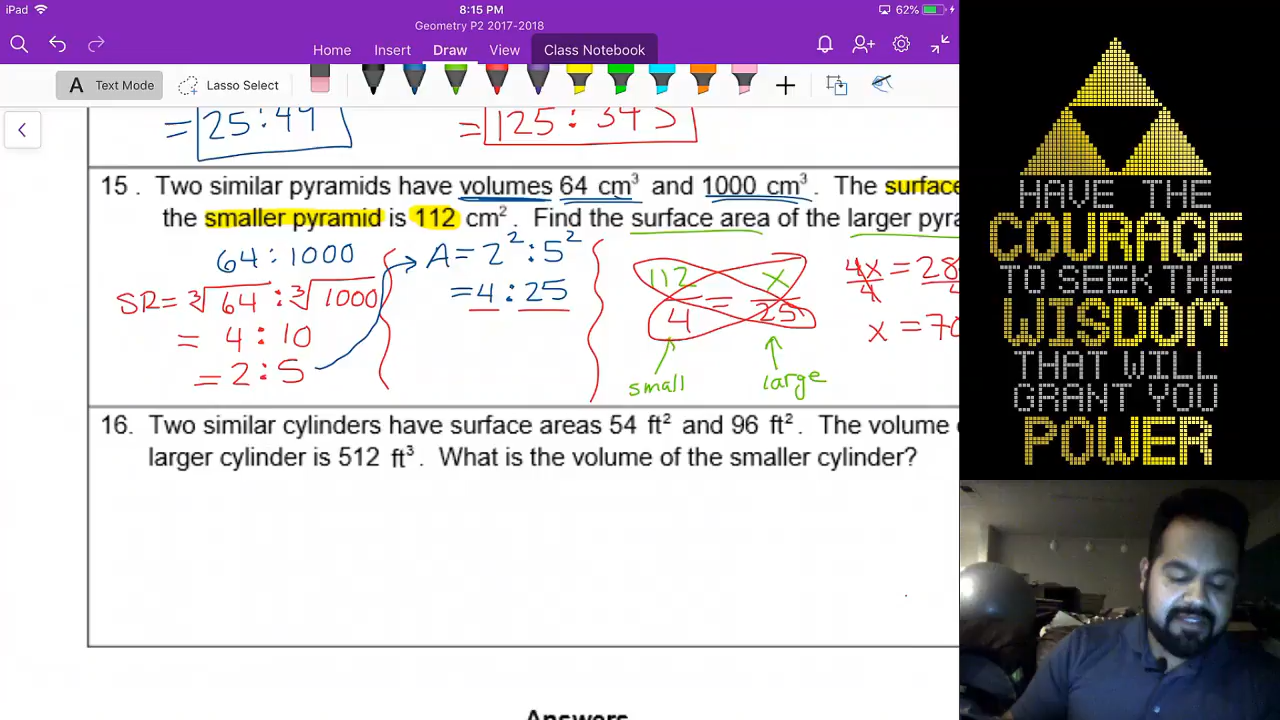 iPad
8:15 PM
62%
Geometry P2 2017-2018
Home Insert Draw View Class Notebook
A Text Mode Lasso Select
= 25:49 = 125:343
15 . Two similar pyramids have volumes 64 cm³ and 1000 cm³. The surface
the smaller pyramid is 112 cm². Find the surface area of the larger pyra
64:1000
SR = ³√64 : ³√1000
= 4:10
= 2:5
A = 2² : 5²
= 4 : 25
112/4 = x/25
small large
4x/4 = 28
x = 70
16. Two similar cylinders have surface areas 54 ft² and 96 ft². The volume
larger cylinder is 512 ft³. What is the volume of the smaller cylinder?
Answers
HAVE THE
COURAGE
TO SEEK THE
WISDOM
THAT WILL
GRANT YOU
POWER